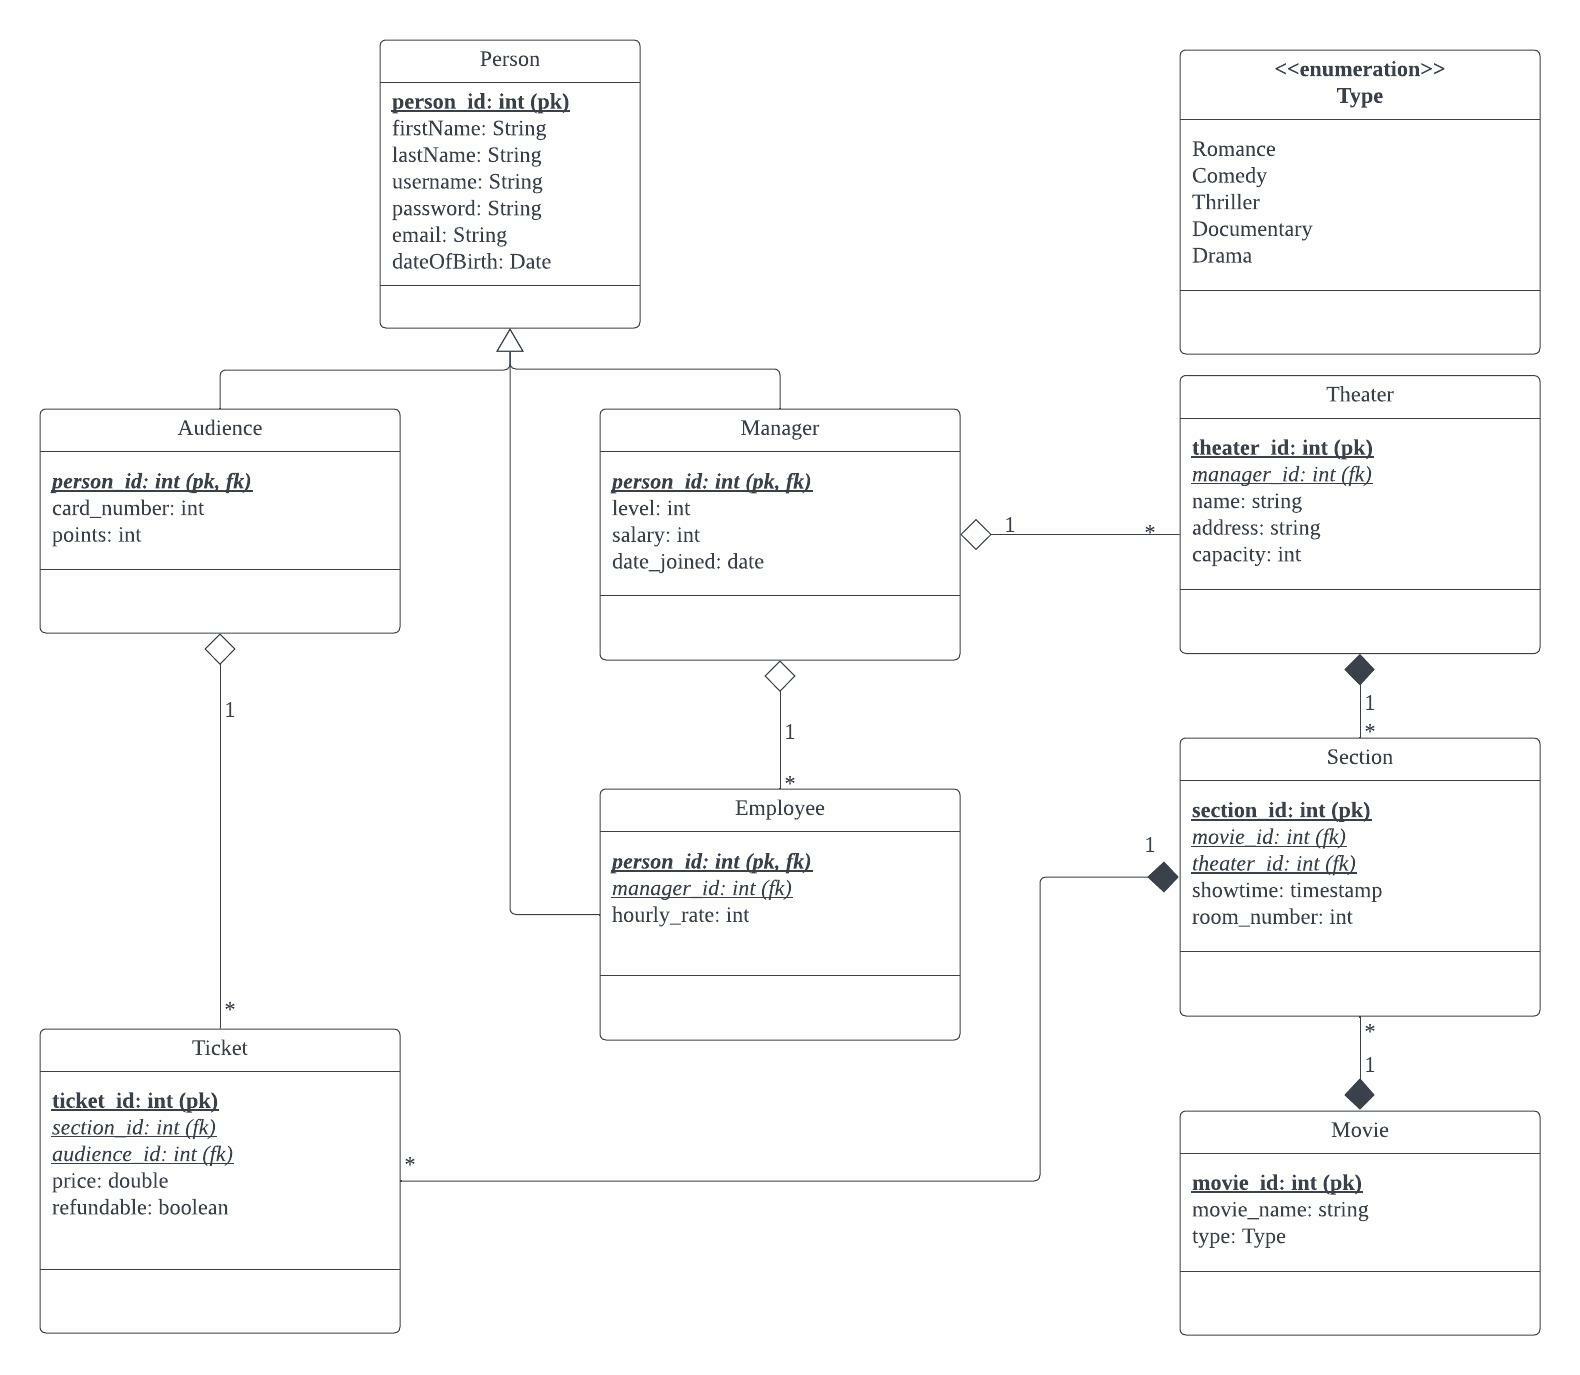 Person
person_id: int (pk)
firstName: String
lastName: String
username: String
password: String
email: String
dateOfBirth: Date
<<enumeration>>
Type
Romance
Comedy
Thriller
Documentary
Drama
Audience
person_id: int (pk, fk)
card_number: int
points: int
Manager
person_id: int (pk, fk)
level: int
salary: int
date_joined: date
1
*
Theater
theater_id: int (pk)
manager_id: int (fk)
name: string
address: string
capacity: int
1
1
*
1
*
Employee
person_id: int (pk, fk)
manager_id: int (fk)
hourly_rate: int
Section
section_id: int (pk)
movie_id: int (fk)
theater_id: int (fk)
showtime: timestamp
room_number: int
1
*
Ticket
ticket_id: int (pk)
section_id: int (fk)
audience_id: int (fk)
price: double
refundable: boolean
*
*
1
Movie
movie_id: int (pk)
movie_name: string
type: Type